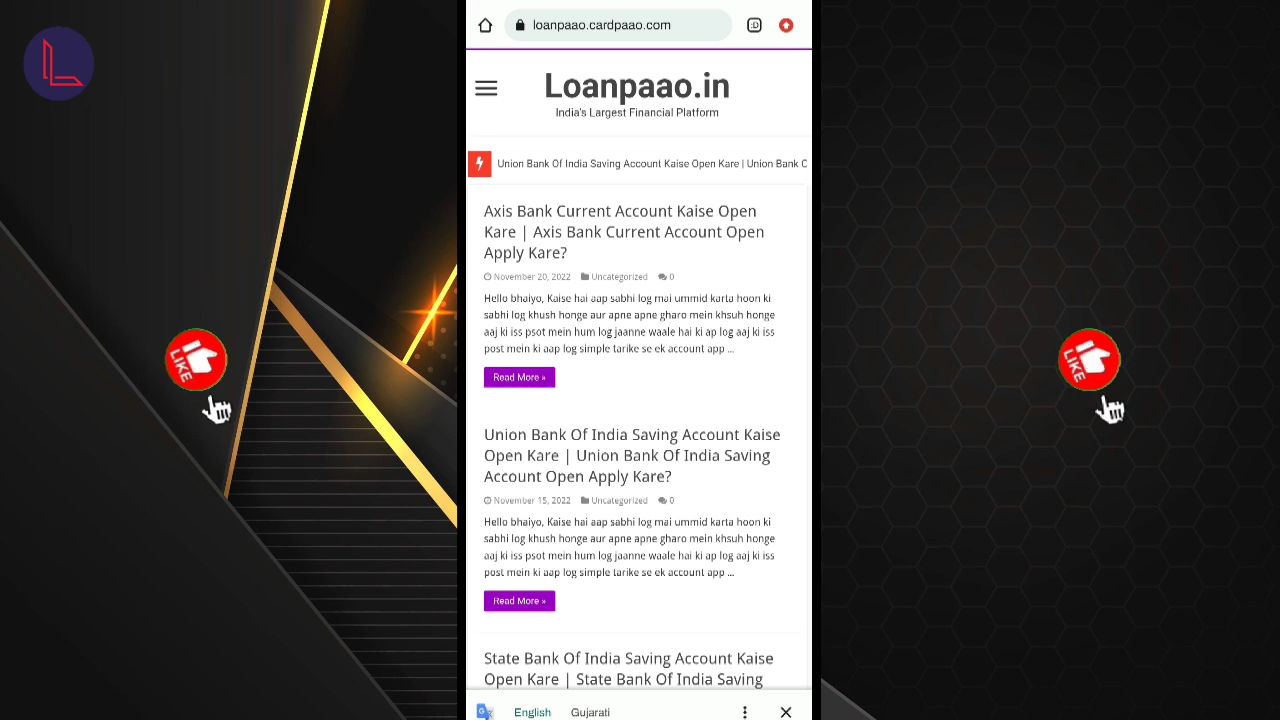 loanpaao.cardpaao.com
:D
Loanpaao.in
India's Largest Financial Platform
Union Bank Of India Saving Account Kaise Open Kare | Union Bank O
Axis Bank Current Account Kaise Open
Kare | Axis Bank Current Account Open
Apply Kare?
November 20, 2022 Uncategorized 0
Hello bhaiyo, Kaise hai aap sabhi log mai ummid karta hoon ki
sabhi log khush honge aur apne apne gharo mein khsuh honge
aaj ki iss psot mein hum log jaanne waale hai ki ap log aaj ki iss
post mein ki aap log simple tarike se ek account app ...
Read More »
LIKE
LIKE
Union Bank Of India Saving Account Kaise
Open Kare | Union Bank Of India Saving
Account Open Apply Kare?
November 15, 2022 Uncategorized 0
Hello bhaiyo, Kaise hai aap sabhi log mai ummid karta hoon ki
sabhi log khush honge aur apne apne gharo mein khsuh honge
aaj ki iss psot mein hum log jaanne waale hai ki ap log aaj ki iss
post mein ki aap log simple tarike se ek account app ...
Read More »
State Bank Of India Saving Account Kaise
Open Kare | State Bank Of India Saving
English Gujarati